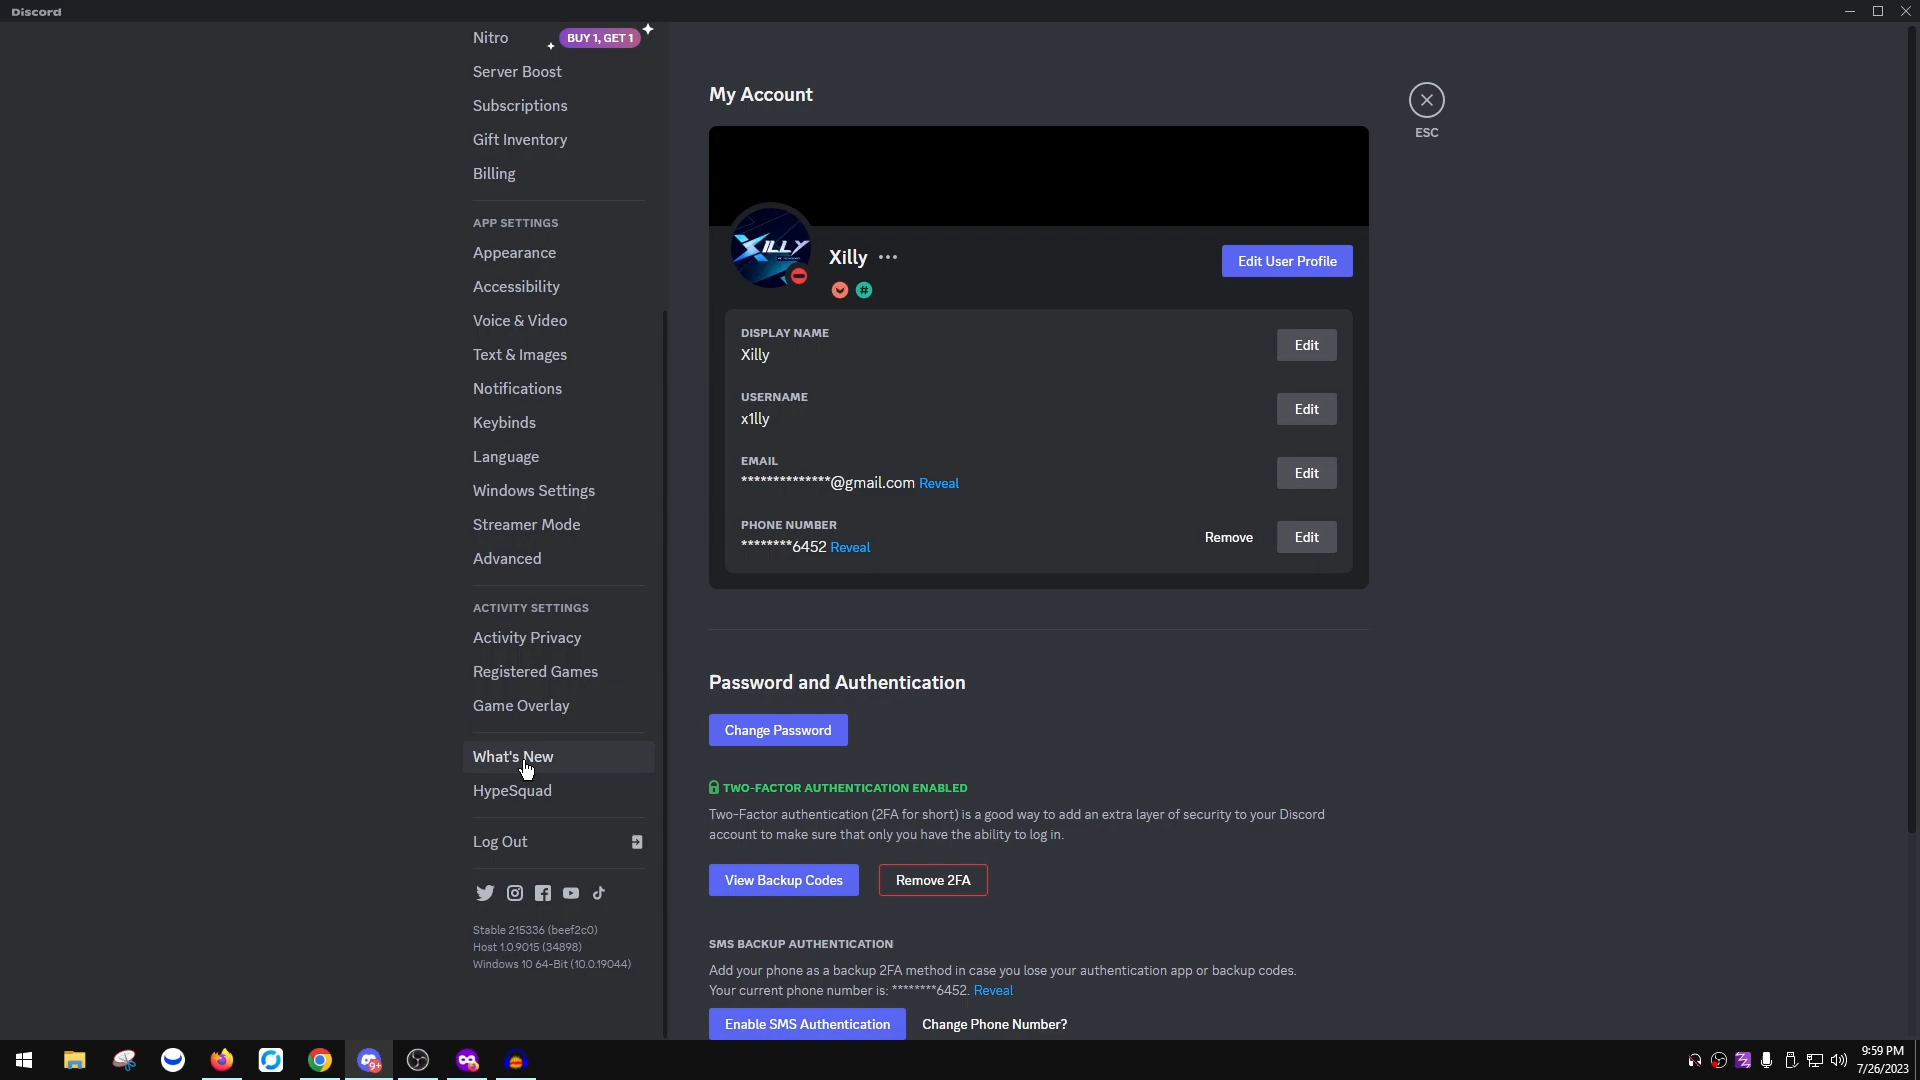 Discord
Nitro
BUY 1, GET 1
Server Boost
Subscriptions
Gift Inventory
Billing
APP SETTINGS
Appearance
Accessibility
Voice & Video
Text & Images
Notifications
Keybinds
Language
Windows Settings
Streamer Mode
Advanced
ACTIVITY SETTINGS
Activity Privacy
Registered Games
Game Overlay
What's New
HypeSquad
Log Out
Stable 215336 (beef2c0)
Host 1.0.9015 (34898)
Windows 10 64-Bit (10.0.19044)
My Account
ESC
XILLY
Xilly
Edit User Profile
DISPLAY NAME
Xilly
Edit
USERNAME
x1lly
Edit
EMAIL
**************@gmail.com Reveal
Edit
PHONE NUMBER
********6452 Reveal
Remove
Edit
Password and Authentication
Change Password
TWO-FACTOR AUTHENTICATION ENABLED
Two-Factor authentication (2FA for short) is a good way to add an extra layer of security to your Discord
account to make sure that only you have the ability to log in.
View Backup Codes
Remove 2FA
SMS BACKUP AUTHENTICATION
Add your phone as a backup 2FA method in case you lose your authentication app or backup codes.
Your current phone number is: ********6452. Reveal
Enable SMS Authentication
Change Phone Number?
9+
9:59 PM
7/26/2023